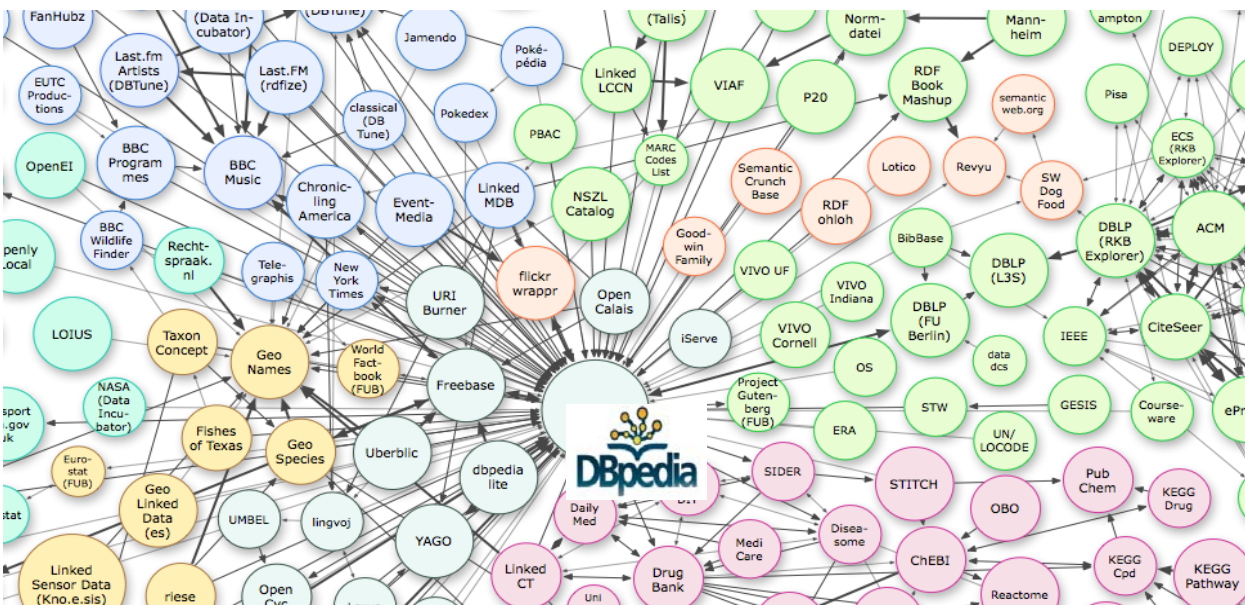 FanHubz
(Data In-
cubator)
(DBTune)
Jamendo
Poké-
pédia
(Talis)
Norm-
datei
Mann-
heim
ampton
DEPLOY
Last.fm
Artists
(DBTune)
Last.FM
(rdfize)
Linked
LCCN
VIAF
P20
RDF
Book
Mashup
semantic
web.org
Pisa
EUTC
Produc-
tions
classical
(DB
Tune)
Pokedex
PBAC
MARC
Codes
List
ECS
(RKB
Explorer)
OpenEI
BBC
Program
mes
BBC
Music
Chronic-
ling
America
Event-
Media
Linked
MDB
NSZL
Catalog
Semantic
Crunch
Base
RDF
ohloh
Lotico
Revyu
SW
Dog
Food
penly
Local
BBC
Wildlife
Finder
Recht-
spraak.
nl
Tele-
graphis
New
York
Times
URI
Burner
flickr
wrappr
Open
Calais
Good-
win
Family
VIVO UF
VIVO
Indiana
BibBase
DBLP
(L3S)
DBLP
(RKB
Explorer)
ACM
LOIUS
Taxon
Concept
Geo
Names
World
Fact-
book
(FUB)
Freebase
iServe
VIVO
Cornell
DBLP
(FU
Berlin)
IEEE
CiteSeer
data
dcs
OS
NASA
(Data
Incu-
bator)
sport
.gov
uk
Fishes
of Texas
Geo
Species
Uberblic
dbpedia
lite
DBpedia
Project
Guten-
berg
(FUB)
ERA
STW
GESIS
UN/
LOCODE
Course-
ware
ePr
Euro-
stat
(FUB)
stat
Geo
Linked
Data
(es)
UMBEL
lingvoj
YAGO
Daily
Med
SIDER
STITCH
Pub
Chem
KEGG
Drug
OBO
Medi
Care
Disea-
some
ChEBI
KEGG
Cpd
KEGG
Pathway
Linked
Sensor Data
(Kno.e.sis)
riese
Open
Cyc
Linked
CT
Uni
Drug
Bank
Reactome